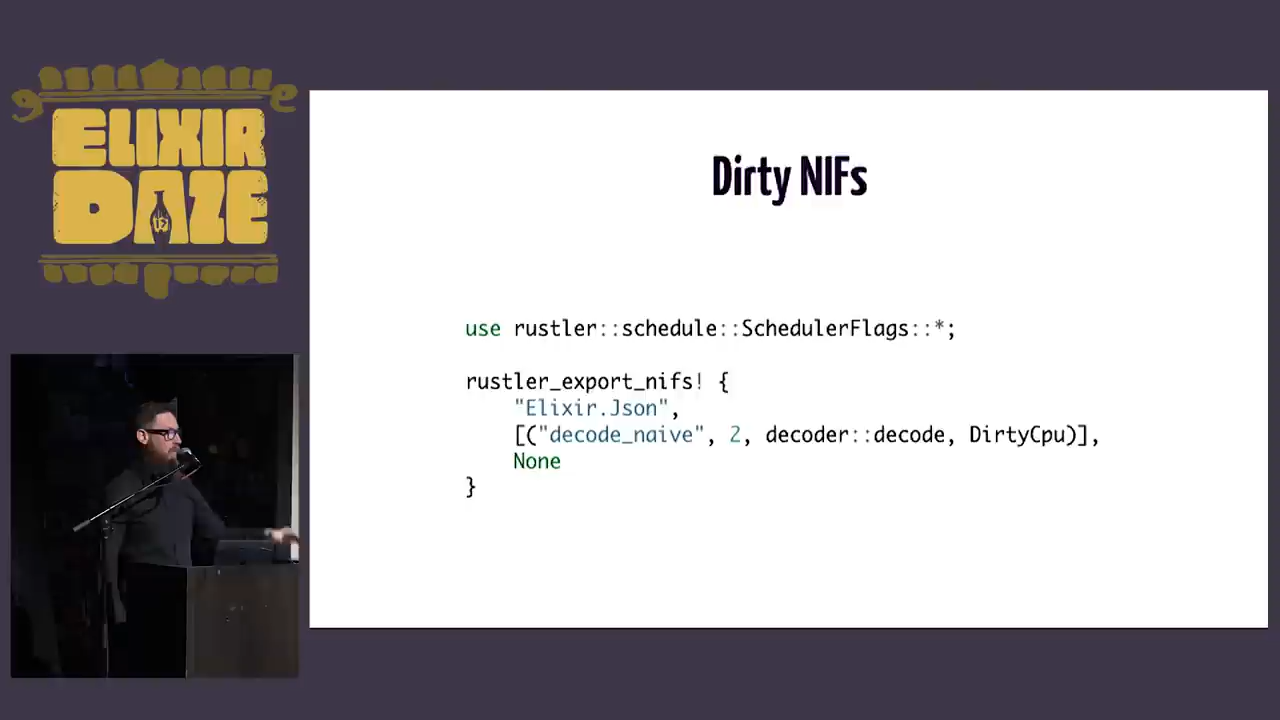 ELIXIR
DAZE
Dirty NIFs
use rustler::schedule::SchedulerFlags::*;
rustler_export_nifs! {
"Elixir.Json",
[("decode_naive", 2, decoder::decode, DirtyCpu)],
None
}